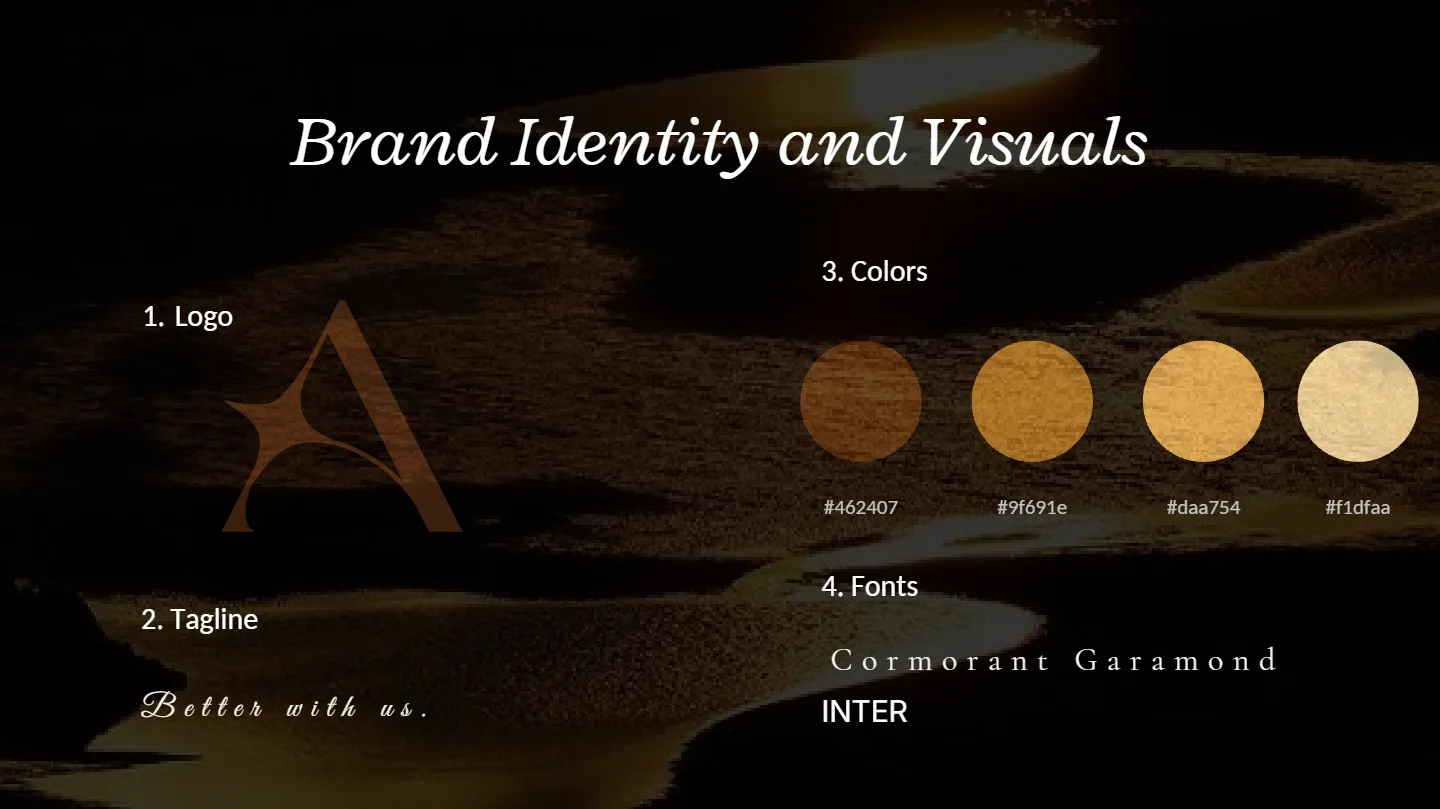 Brand Identity and Visuals
1. Logo
A
2. Tagline
Better with us.
3. Colors
#462407
#9f691e
#daa754
#f1dfaa
4. Fonts
Cormorant Garamond
INTER